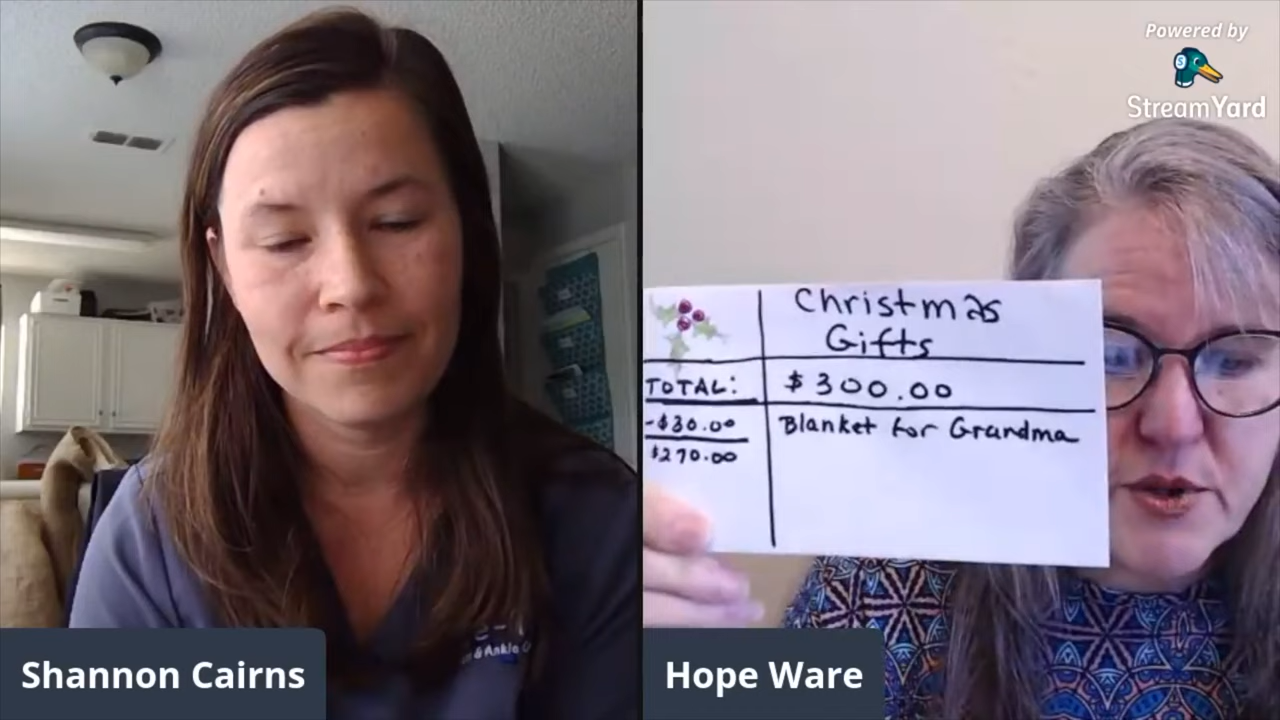 Powered by
StreamYard
Christmas
Gifts
TOTAL: $300.00
-$30.00 Blanket for Grandma
$270.00
& Ankle
Shannon Cairns
Hope Ware